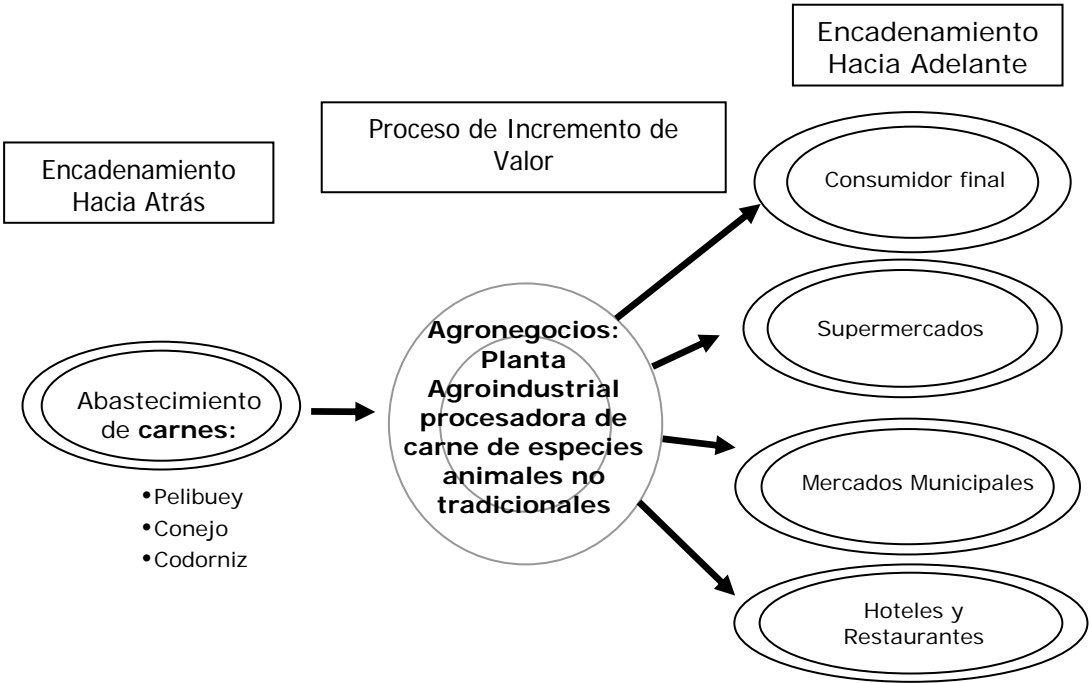 Encadenamiento
Hacia Atrás
Abastecimiento
de carnes:
•Pelibuey
•Conejo
•Codorniz
Proceso de Incremento de
Valor
Agronegocios:
Planta
Agroindustrial
procesadora de
carne de especies
animales no
tradicionales
Encadenamiento
Hacia Adelante
Consumidor final
Supermercados
Mercados Municipales
Hoteles y
Restaurantes